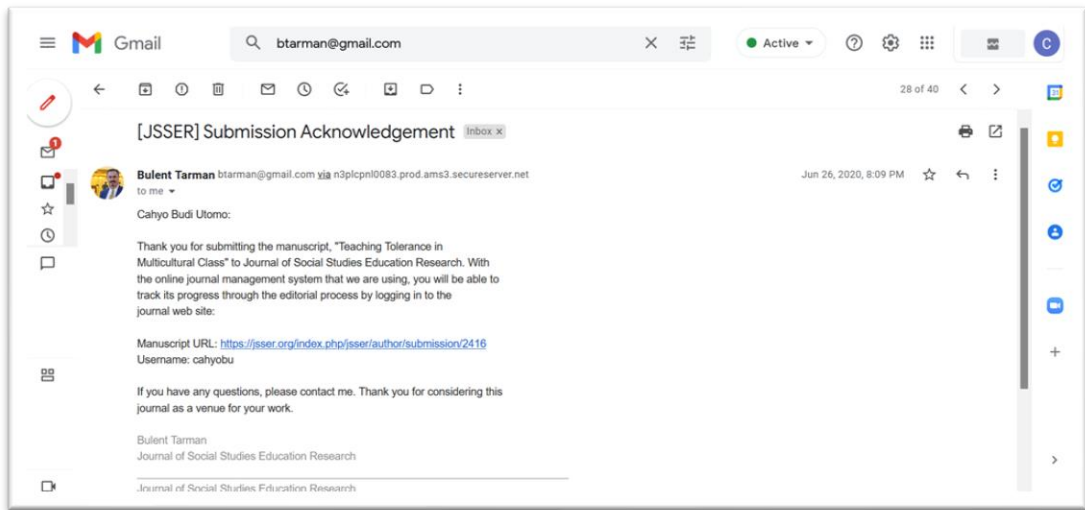 Gmail
btarman@gmail.com
Active
C
28 of 40
[JSSER] Submission Acknowledgement Inbox x
1
Bulent Tarman btarman@gmail.com via n3plcpnl0083.prod.ams3.secureserver.net
Jun 26, 2020, 8:09 PM
to me
Cahyo Budi Utomo:
Thank you for submitting the manuscript, "Teaching Tolerance in
Multicultural Class" to Journal of Social Studies Education Research. With
the online journal management system that we are using, you will be able to
track its progress through the editorial process by logging in to the
journal web site:
Manuscript URL: https://jsser.org/index.php/jsser/author/submission/2416
Username: cahyobu
If you have any questions, please contact me. Thank you for considering this
journal as a venue for your work.
Bulent Tarman
Journal of Social Studies Education Research
Journal of Social Studies Education Research